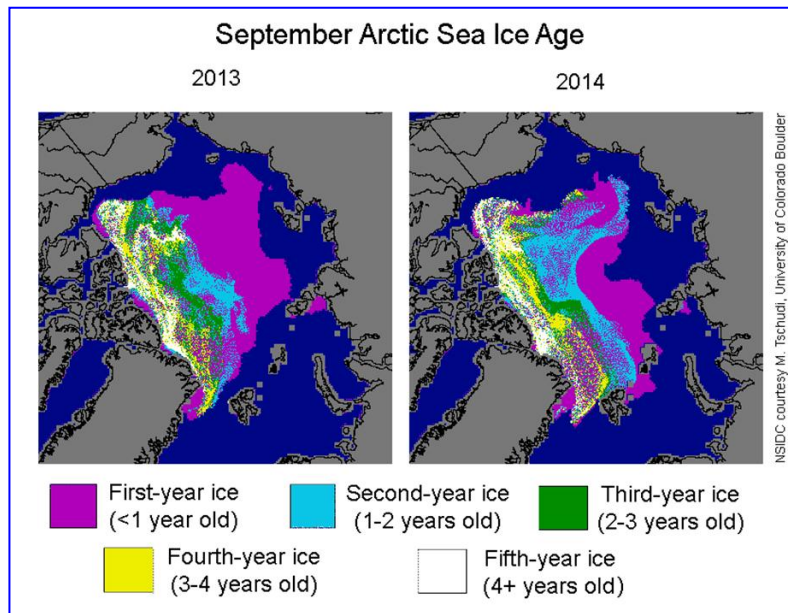 September Arctic Sea Ice Age
2013
2014
NSIDC courtesy M. Tschudi, University of Colorado Boulder
First-year ice
(<1 year old)
Second-year ice
(1-2 years old)
Third-year ice
(2-3 years old)
Fourth-year ice
(3-4 years old)
Fifth-year ice
(4+ years old)